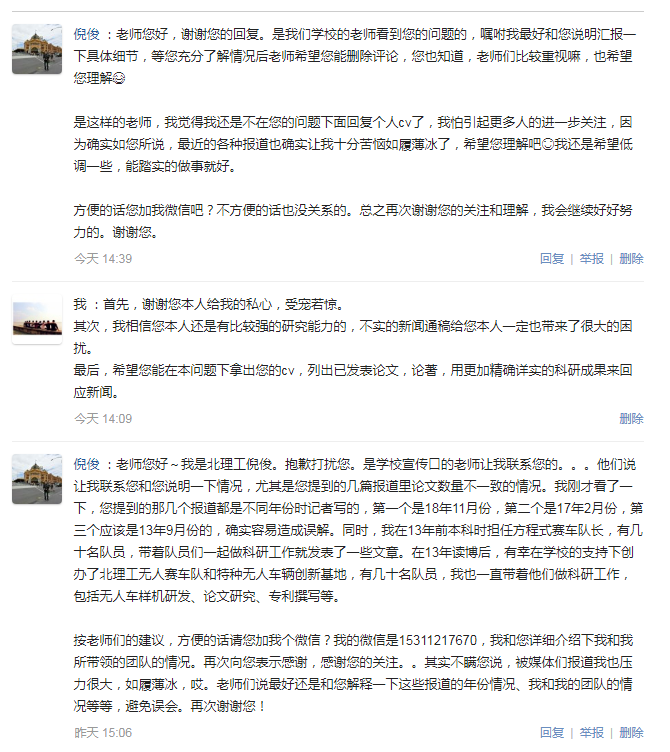 倪俊 ：老师您好，谢谢您的回复。是我们学校的老师看到您的问题的，嘱咐我最好和您说明汇报一
下具体细节，等您充分了解情况后老师希望您能删除评论，您也知道，老师们比较重视嘛，也希望
您理解😅
是这样的老师，我觉得我还是不在您的问题下面回复个人cv了，我怕引起更多人的进一步关注，因
为确实如您所说，最近的各种报道也确实让我十分苦恼如履薄冰了，希望您理解吧☺我还是希望低
调一些，能踏实的做事就好。
方便的话您加我微信吧？不方便的话也没关系的。总之再次谢谢您的关注和理解，我会继续好好努
力的。谢谢您。
今天 14:39 回复 | 举报 | 删除
我 ：首先，谢谢您本人给我的私心，受宠若惊。
其次，我相信您本人还是有比较强的研究能力的，不实的新闻通稿给您本人一定也带来了很大的困
扰。
最后，希望您能在本问题下拿出您的cv，列出已发表论文，论著，用更加精确详实的科研成果来回
应新闻。
今天 14:09 删除
倪俊 ：老师您好～我是北理工倪俊。抱歉打扰您。是学校宣传口的老师让我联系您的。。。他们说
让我联系您和您说明一下情况，尤其是您提到的几篇报道里论文数量不一致的情况。我刚才看了一
下，您提到的那几个报道都是不同年份时记者写的，第一个是18年11月份，第二个是17年2月份，第
三个应该是13年9月份的，确实容易造成误解。同时，我在13年前本科时担任方程式赛车队长，有几
十名队员，带着队员们一起做科研工作就发表了一些文章。在13年读博后，有幸在学校的支持下创
办了北理工无人赛车队和特种无人车辆创新基地，有几十名队员，我也一直带着他们做科研工作，
包括无人车样机研发、论文研究、专利撰写等。
按老师们的建议，方便的话请您加我个微信？我的微信是15311217670，我和您详细介绍下我和我
所带领的团队的情况。再次向您表示感谢，感谢您的关注。。其实不瞒您说，被媒体们报道我也压
力很大，如履薄冰，哎。老师们说最好还是和您解释一下这些报道的年份情况、我和我的团队的情
况等等，避免误会。再次谢谢您！
昨天 15:06 回复 | 举报 | 删除